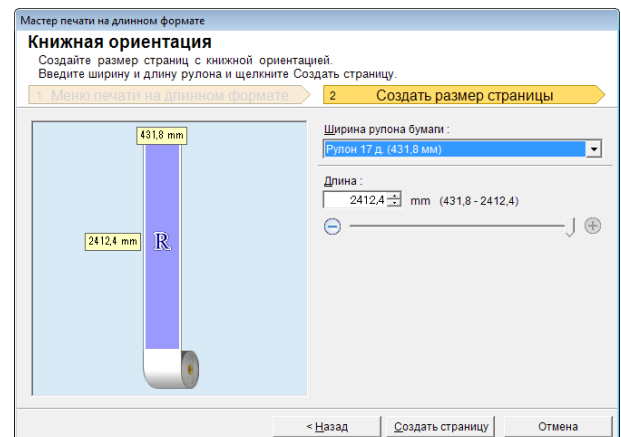 Мастер печати на длинном формате
Книжная ориентация
Создайте размер страниц с книжной ориентацией.
Введите ширину и длину рулона и щелкните Создать страницу.
1 Меню печати на длинном формате
2 Создать размер страницы
431,8 mm
Ширина рулона бумаги :
Рулон 17 д. (431.8 мм)
Длина :
2412,4 mm (431,8 - 2412,4)
2412,4 mm
R
< Назад
Создать страницу
Отмена